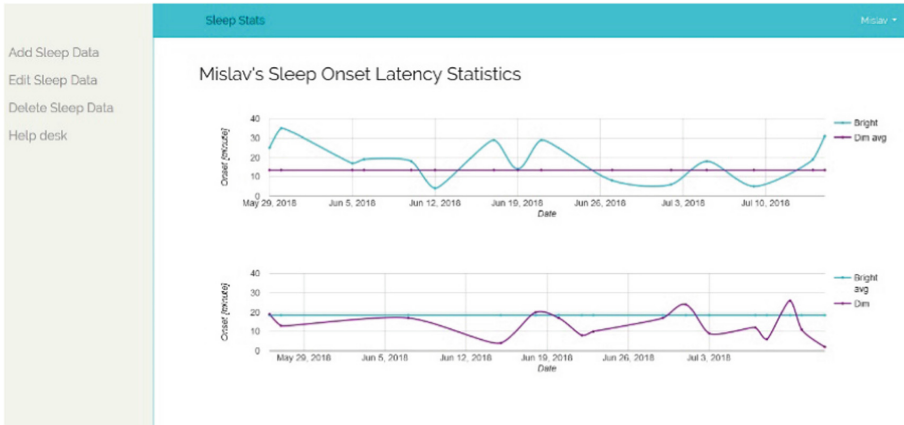 Sleep Stats
Mislav
Add Sleep Data
Edit Sleep Data
Delete Sleep Data
Help desk
Mislav's Sleep Onset Latency Statistics
40
30
20
10
0
Onset [minute]
May 29, 2018 Jun 5, 2018 Jun 12, 2018 Jun 19, 2018 Jun 26, 2018 Jul 3, 2018 Jul 10, 2018
Date
Bright
Dim avg
40
30
20
10
0
Onset [minute]
May 29, 2018 Jun 5, 2018 Jun 12, 2018 Jun 19, 2018 Jun 26, 2018 Jul 3, 2018
Date
Bright
avg
Dim